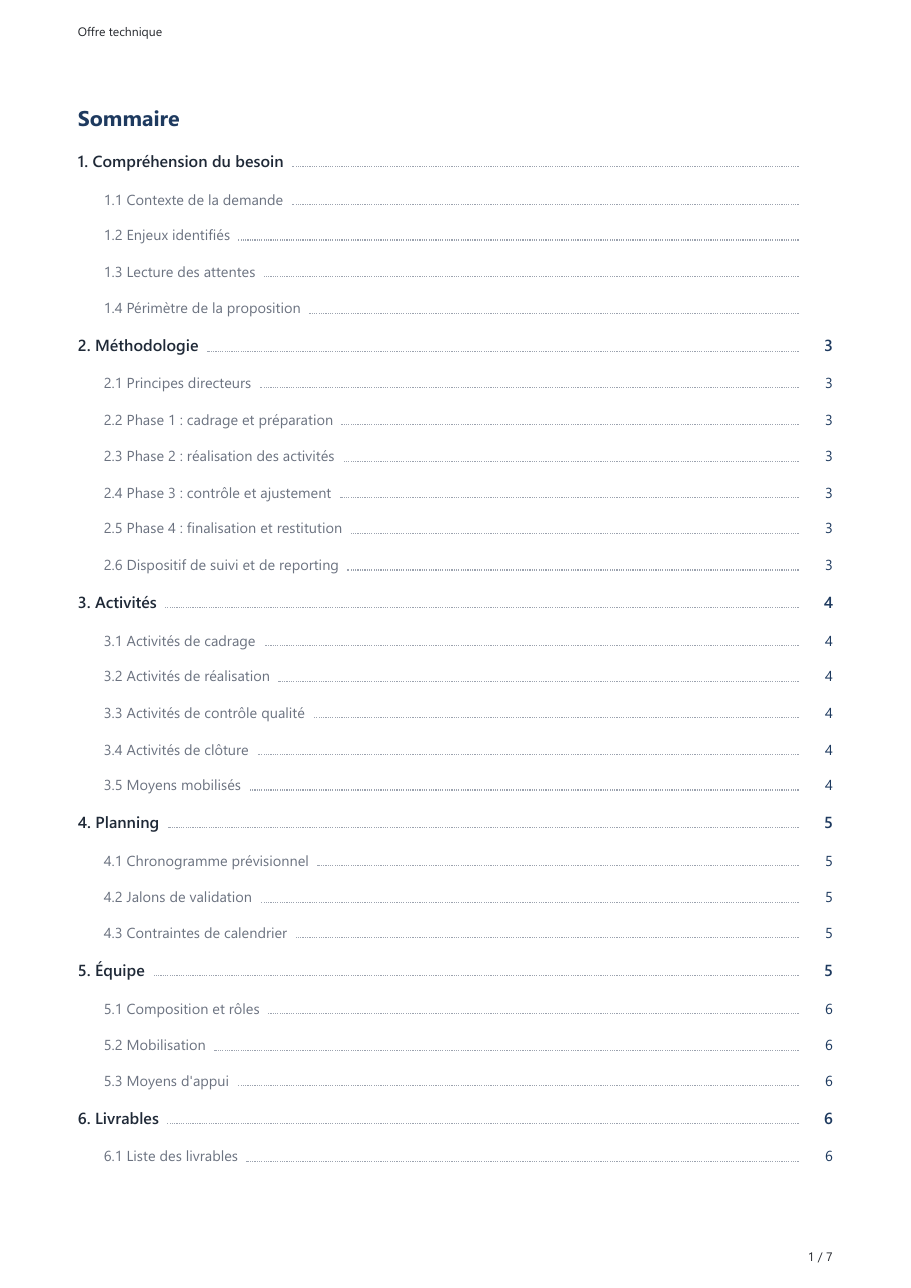 Offre technique
Sommaire
1. Compréhension du besoin
1.1 Contexte de la demande
1.2 Enjeux identifiés
1.3 Lecture des attentes
1.4 Périmètre de la proposition
2. Méthodologie 3
2.1 Principes directeurs 3
2.2 Phase 1 : cadrage et préparation 3
2.3 Phase 2 : réalisation des activités 3
2.4 Phase 3 : contrôle et ajustement 3
2.5 Phase 4 : finalisation et restitution 3
2.6 Dispositif de suivi et de reporting 3
3. Activités 4
3.1 Activités de cadrage 4
3.2 Activités de réalisation 4
3.3 Activités de contrôle qualité 4
3.4 Activités de clôture 4
3.5 Moyens mobilisés 4
4. Planning 5
4.1 Chronogramme prévisionnel 5
4.2 Jalons de validation 5
4.3 Contraintes de calendrier 5
5. Équipe 5
5.1 Composition et rôles 6
5.2 Mobilisation 6
5.3 Moyens d'appui 6
6. Livrables 6
6.1 Liste des livrables 6
1 / 7